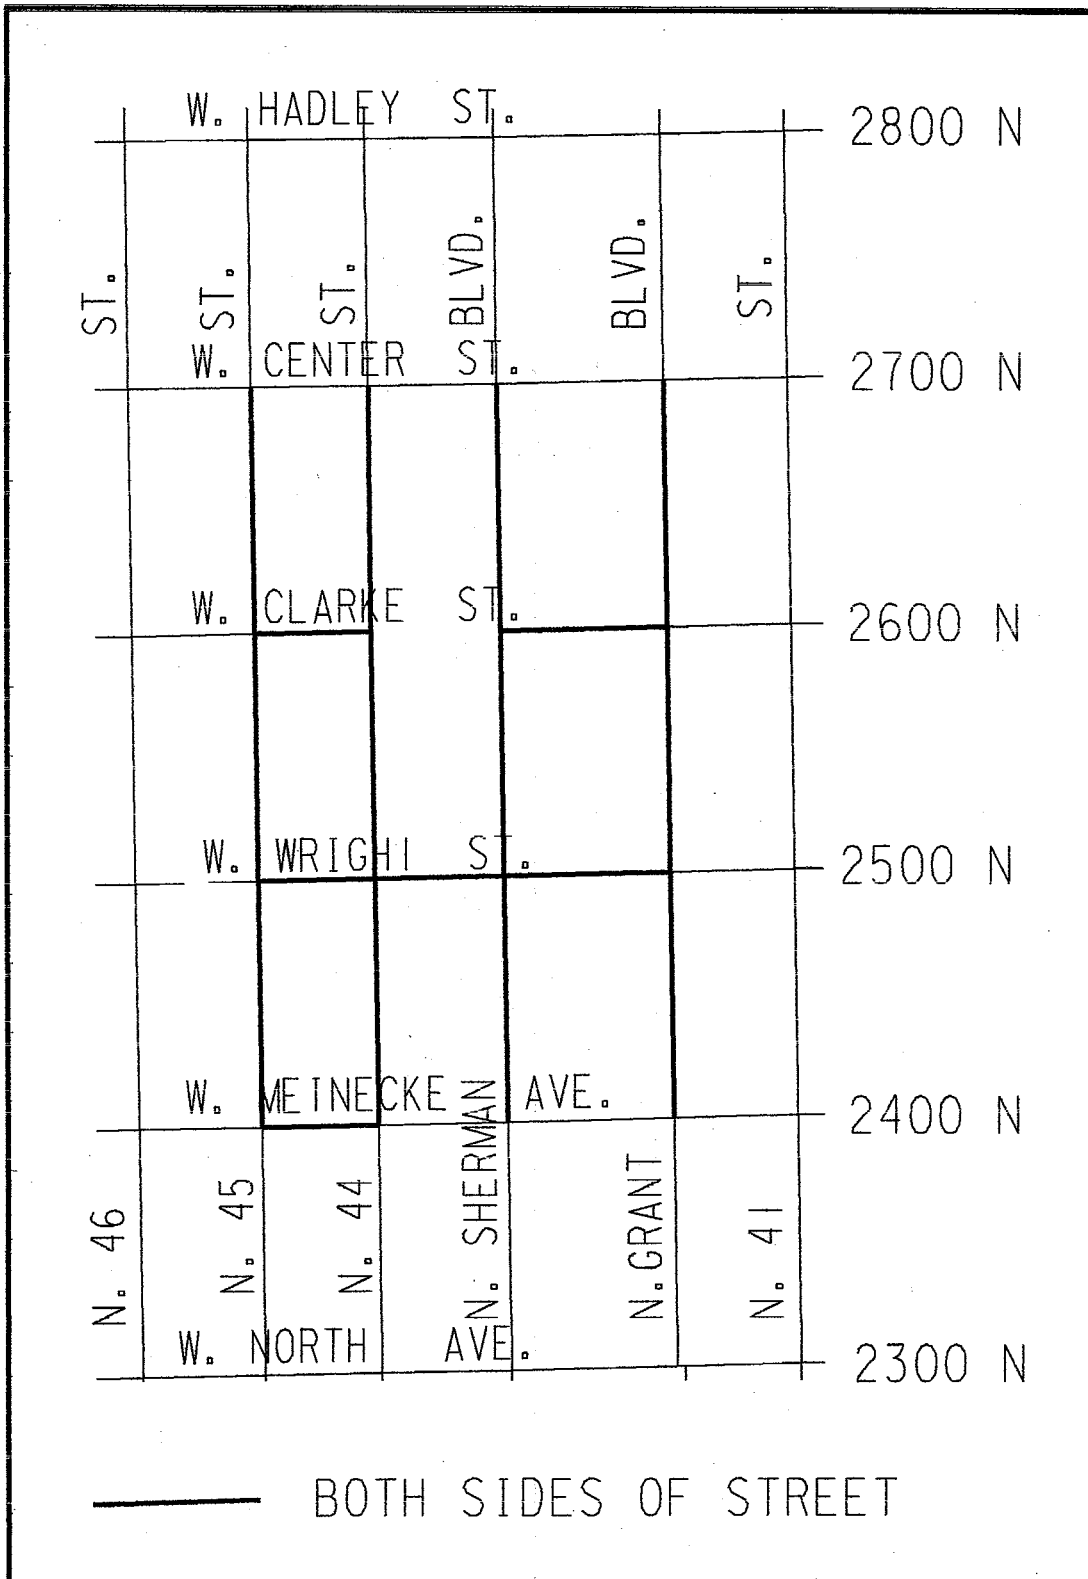 W. HADLEY ST. 2800 N
ST. ST. ST. BLVD. BLVD. ST.
W. CENTER ST. 2700 N
W. CLARKE ST. 2600 N
W. WRIGHT ST. 2500 N
W. MEINECKE AVE. 2400 N
N. 46 N. 45 N. 44 N. SHERMAN N.GRANT N. 41
W. NORTH AVE. 2300 N
BOTH SIDES OF STREET